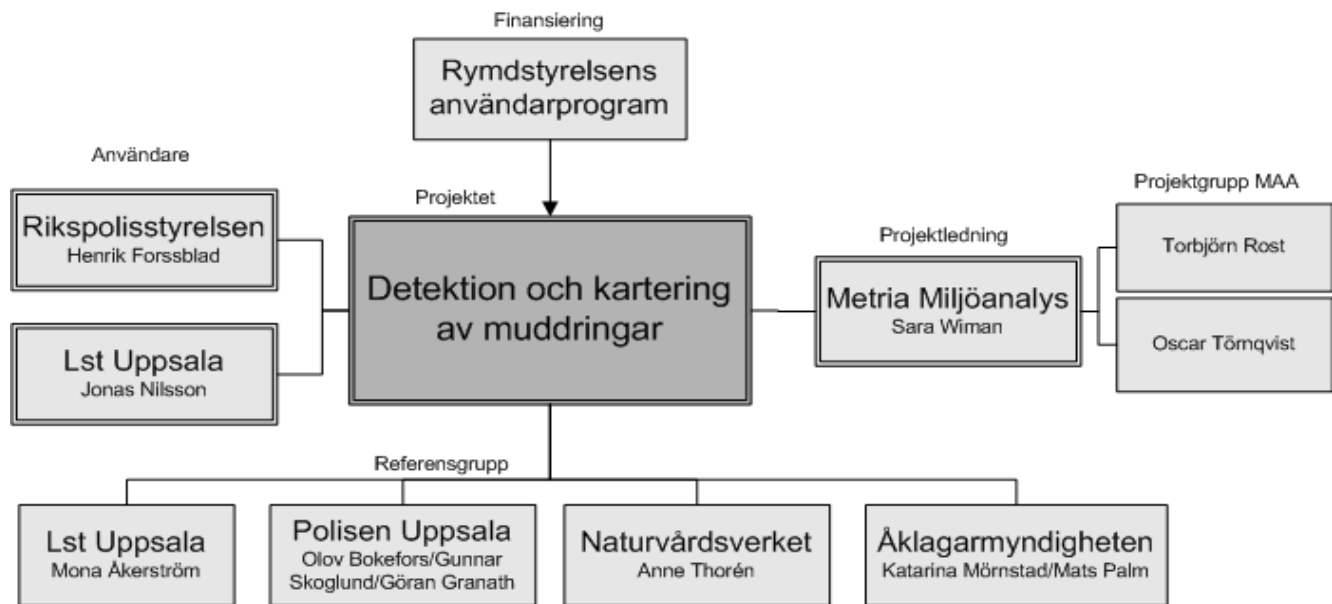 Finansiering
Rymdstyrelsens
användarprogram
Användare
Rikspolisstyrelsen
Henrik Forssblad
Lst Uppsala
Jonas Nilsson
Projektet
Detektion och kartering
av muddringar
Projektledning
Metria Miljöanalys
Sara Wiman
Projektgrupp MAA
Torbjörn Rost
Oscar Törnqvist
Referensgrupp
Lst Uppsala
Mona Åkerström
Polisen Uppsala
Olov Bokefors/Gunnar
Skoglund/Göran Granath
Naturvårdsverket
Anne Thorén
Åklagarmyndigheten
Katarina Mörnstad/Mats Palm